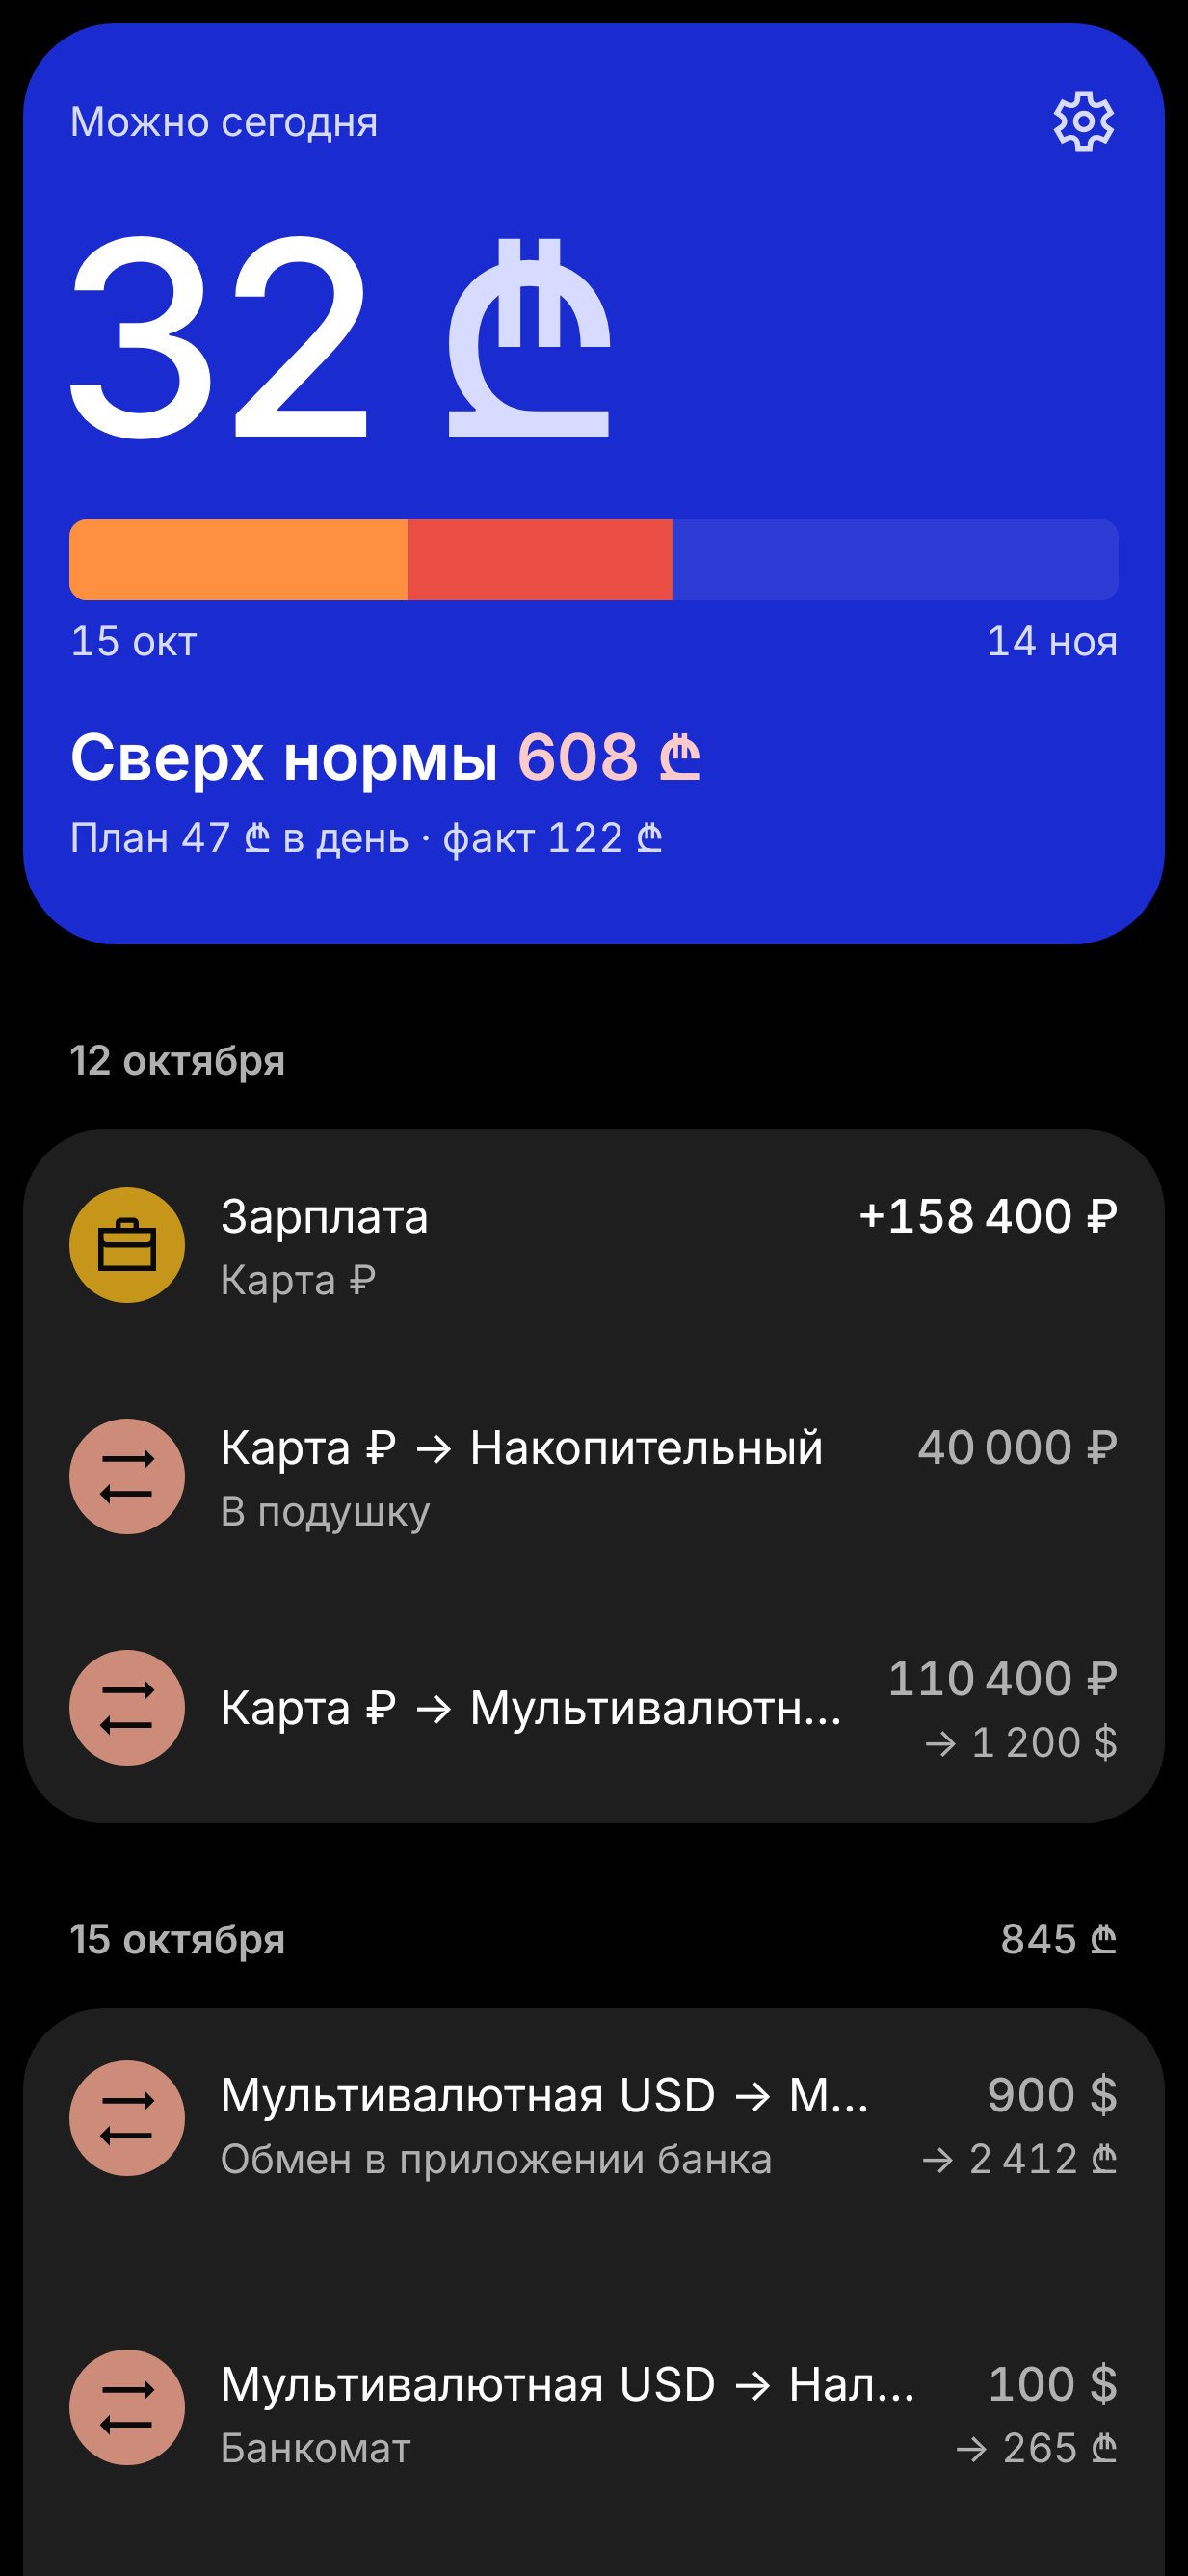 Можно сегодня
32 ₾
15 окт 14 ноя
Сверх нормы 608 ₾
План 47 ₾ в день · факт 122 ₾
12 октября
Зарплата +158 400 ₽
Карта ₽
Карта ₽ → Накопительный 40 000 ₽
В подушку
Карта ₽ → Мультивалютн... 110 400 ₽
→ 1 200 $
15 октября 845 ₾
Мультивалютная USD → М... 900 $
Обмен в приложении банка → 2 412 ₾
Мультивалютная USD → Нал... 100 $
Банкомат → 265 ₾